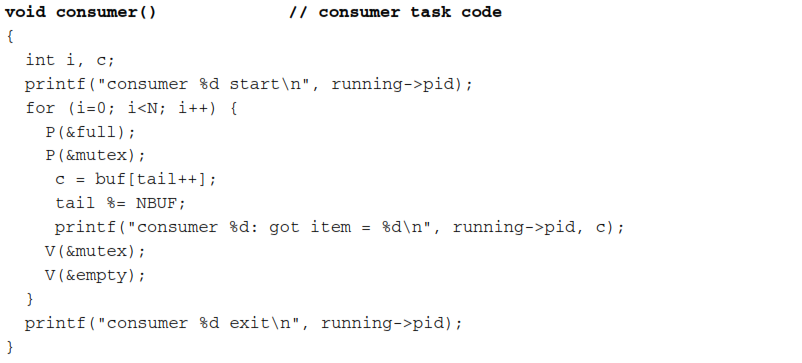 void consumer()             // consumer task code
{
  int i, c;
  printf("consumer %d start\n", running->pid);
  for (i=0; i<N; i++) {
    P(&full);
    P(&mutex);
     c = buf[tail++];
     tail %= NBUF;
     printf("consumer %d: got item = %d\n", running->pid, c);
    V(&mutex);
    V(&empty);
  }
  printf("consumer %d exit\n", running->pid);
}